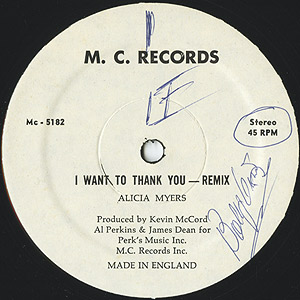 M. C. RECORDS
Mc - 5182
Stereo
45 RPM
I WANT TO THANK YOU — REMIX
ALICIA MYERS
Produced by Kevin McCord
Al Perkins & James Dean for
Perk's Music Inc.
M.C. Records Inc.
MADE IN ENGLAND